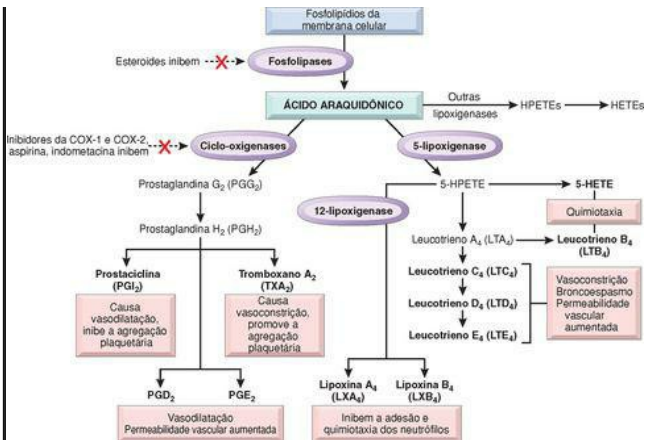 Fosfolipídios da
membrana celular
Esteroides inibem
Fosfolipases
ÁCIDO ARAQUIDÔNICO
Outras
lipoxigenases
HPETEs
HETEs
Inibidores da COX-1 e COX-2,
aspirina, indometacina inibem
Ciclo-oxigenases
5-lipoxigenase
Prostaglandina G₂ (PGG₂)
5-HPETE
5-HETE
12-lipoxigenase
Quimiotaxia
Prostaglandina H₂ (PGH₂)
Leucotrieno A₄ (LTA₄)
Leucotrieno B₄
(LTB₄)
Prostaciclina
(PGI₂)
Tromboxano A₂
(TXA₂)
Leucotrieno C₄ (LTC₄)
Leucotrieno D₄ (LTD₄)
Leucotrieno E₄ (LTE₄)
Vasoconstrição
Broncoespasmo
Permeabilidade
vascular
aumentada
Causa
vasodilatação,
inibe a agregação
plaquetária
Causa
vasoconstrição,
promove a
agregação
plaquetária
PGD₂
PGE₂
Lipoxina A₄
(LXA₄)
Lipoxina B₄
(LXB₄)
Vasodilatação
Permeabilidade vascular aumentada
Inibem a adesão e
quimiotaxia dos neutrófilos